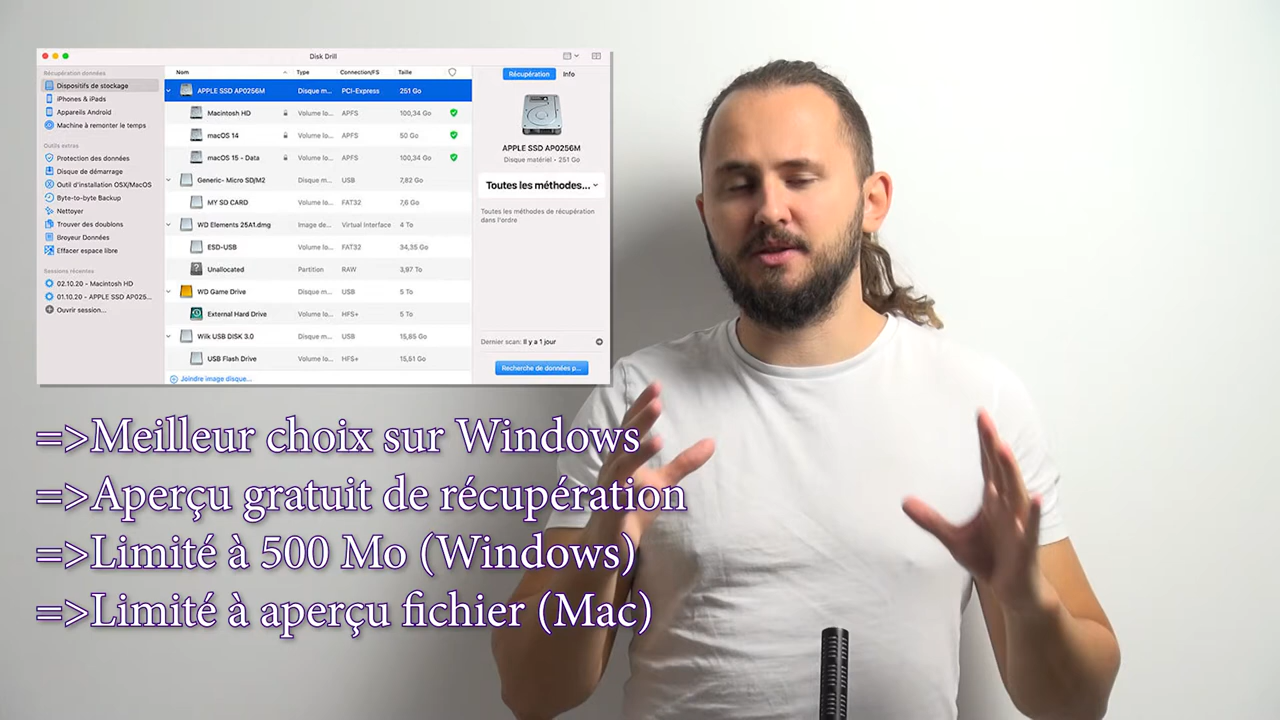 Disk Drill
Récupération données
Dispositifs de stockage
iPhones & iPads
Appareils Android
Machine à remonter le temps
Outils extras
Protection des données
Disque de démarrage
Outil d'installation OSX/MacOS
Byte-to-byte Backup
Nettoyer
Trouver des doublons
Broyeur Données
Effacer espace libre
Sessions récentes
02.10.20 - Macintosh HD
01.10.20 - APPLE SSD AP025...
Ouvrir session...
Nom Type Connection/FS Taille
APPLE SSD AP0256M Disque m... PCI-Express 251 Go
Macintosh HD Volume lo... APFS 100,34 Go
macOS 14 Volume lo... APFS 50 Go
macOS 15 - Data Volume lo... APFS 100,34 Go
Generic- Micro SD/M2 Disque m... USB 7,82 Go
MY SD CARD Volume lo... FAT32 7,6 Go
WD Elements 25A1.dmg Image de... Virtual Interface 4 To
ESD-USB Volume lo... FAT32 34,35 Go
Unallocated Partition RAW 3,97 To
WD Game Drive Disque m... USB 5 To
External Hard Drive Volume lo... HFS+ 5 To
Wilk USB DISK 3.0 Disque m... USB 15,85 Go
USB Flash Drive Volume lo... HFS+ 15,51 Go
Joindre image disque...
Récupération Info
APPLE SSD AP0256M
Disque matériel • 251 Go
Toutes les méthodes...
Toutes les méthodes de récupération
dans l'ordre
Dernier scan: Il y a 1 jour
Recherche de données p...
=>Meilleur choix sur Windows
=>Aperçu gratuit de récupération
=>Limité à 500 Mo (Windows)
=>Limité à aperçu fichier (Mac)